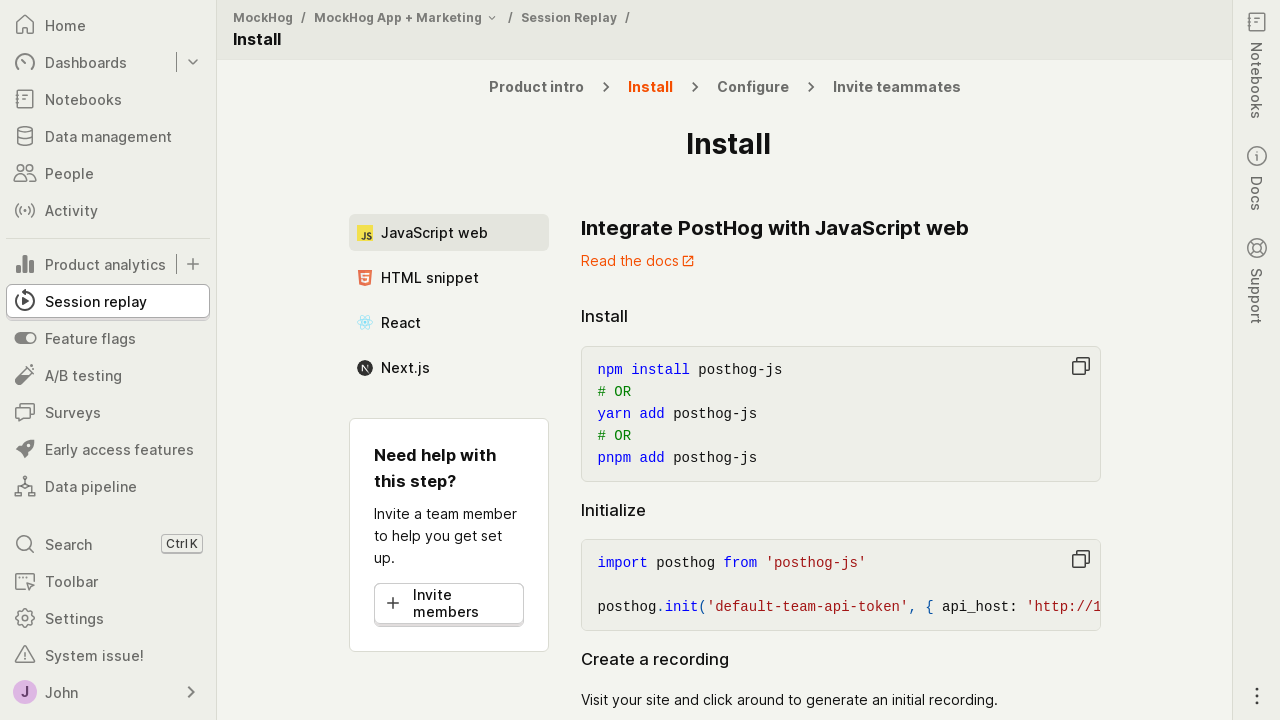 Home
Dashboards
Notebooks
Data management
People
Activity
Product analytics
Session replay
Feature flags
A/B testing
Surveys
Early access features
Data pipeline
Search Ctrl K
Toolbar
Settings
System issue!
J John
MockHog / MockHog App + Marketing / Session Replay /
Install
Product intro Install Configure Invite teammates
Install
JS JavaScript web
HTML snippet
React
Next.js
Need help with
this step?
Invite a team member
to help you get set
up.
Invite
members
Integrate PostHog with JavaScript web
Read the docs
Install
npm install posthog-js
# OR
yarn add posthog-js
# OR
pnpm add posthog-js
Initialize
import posthog from 'posthog-js'
posthog.init('default-team-api-token', { api_host: 'http://1
Create a recording
Visit your site and click around to generate an initial recording.
Notebooks
Docs
Support